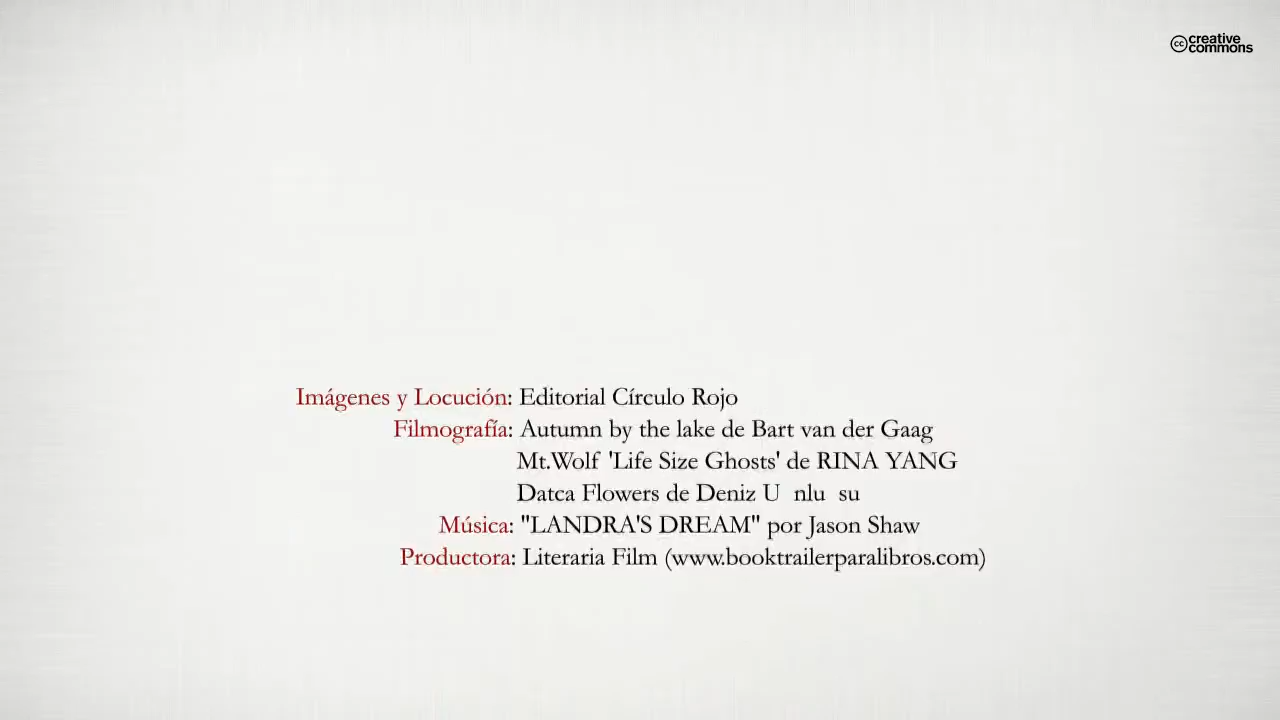 cc creative
commons
Imágenes y Locución: Editorial Círculo Rojo
Filmografía: Autumn by the lake de Bart van der Gaag
Mt.Wolf 'Life Size Ghosts' de RINA YANG
Datca Flowers de Deniz U nlu su
Música: "LANDRA'S DREAM" por Jason Shaw
Productora: Literaria Film (www.booktrailerparalibros.com)